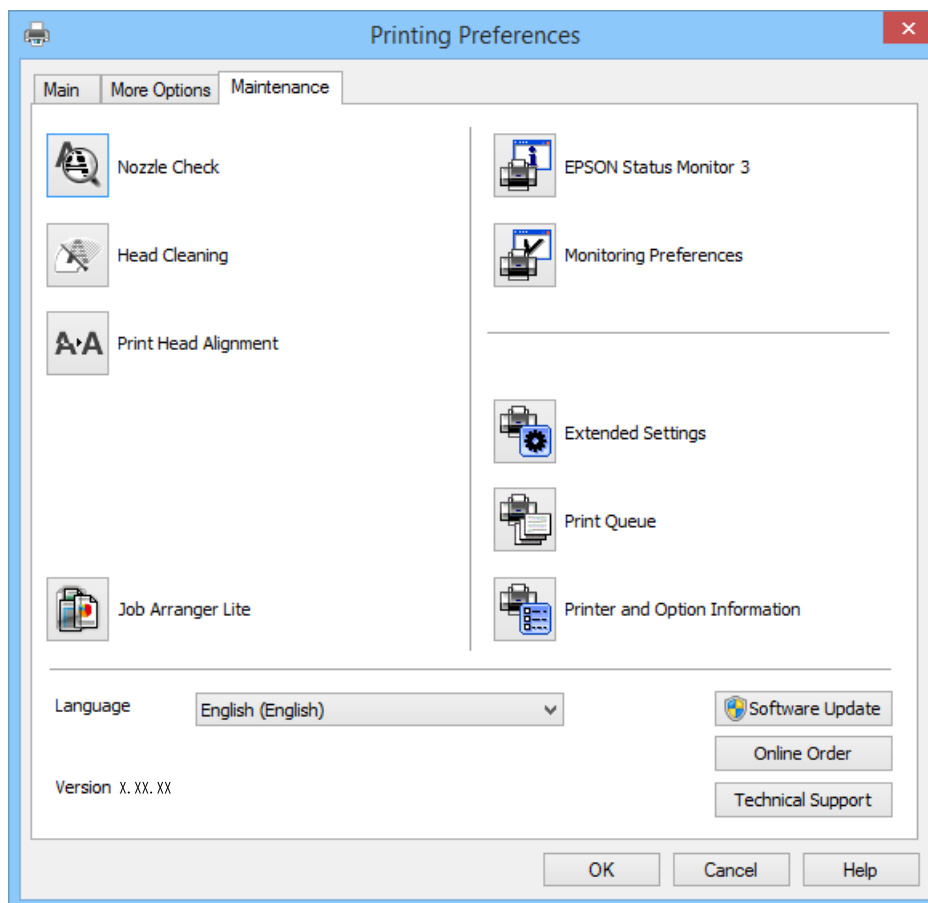 Printing Preferences
Main
More Options
Maintenance
Nozzle Check
Head Cleaning
A·A Print Head Alignment
Job Arranger Lite
EPSON Status Monitor 3
Monitoring Preferences
Extended Settings
Print Queue
Printer and Option Information
Language
English (English)
Version X.XX.XX
Software Update
Online Order
Technical Support
OK
Cancel
Help